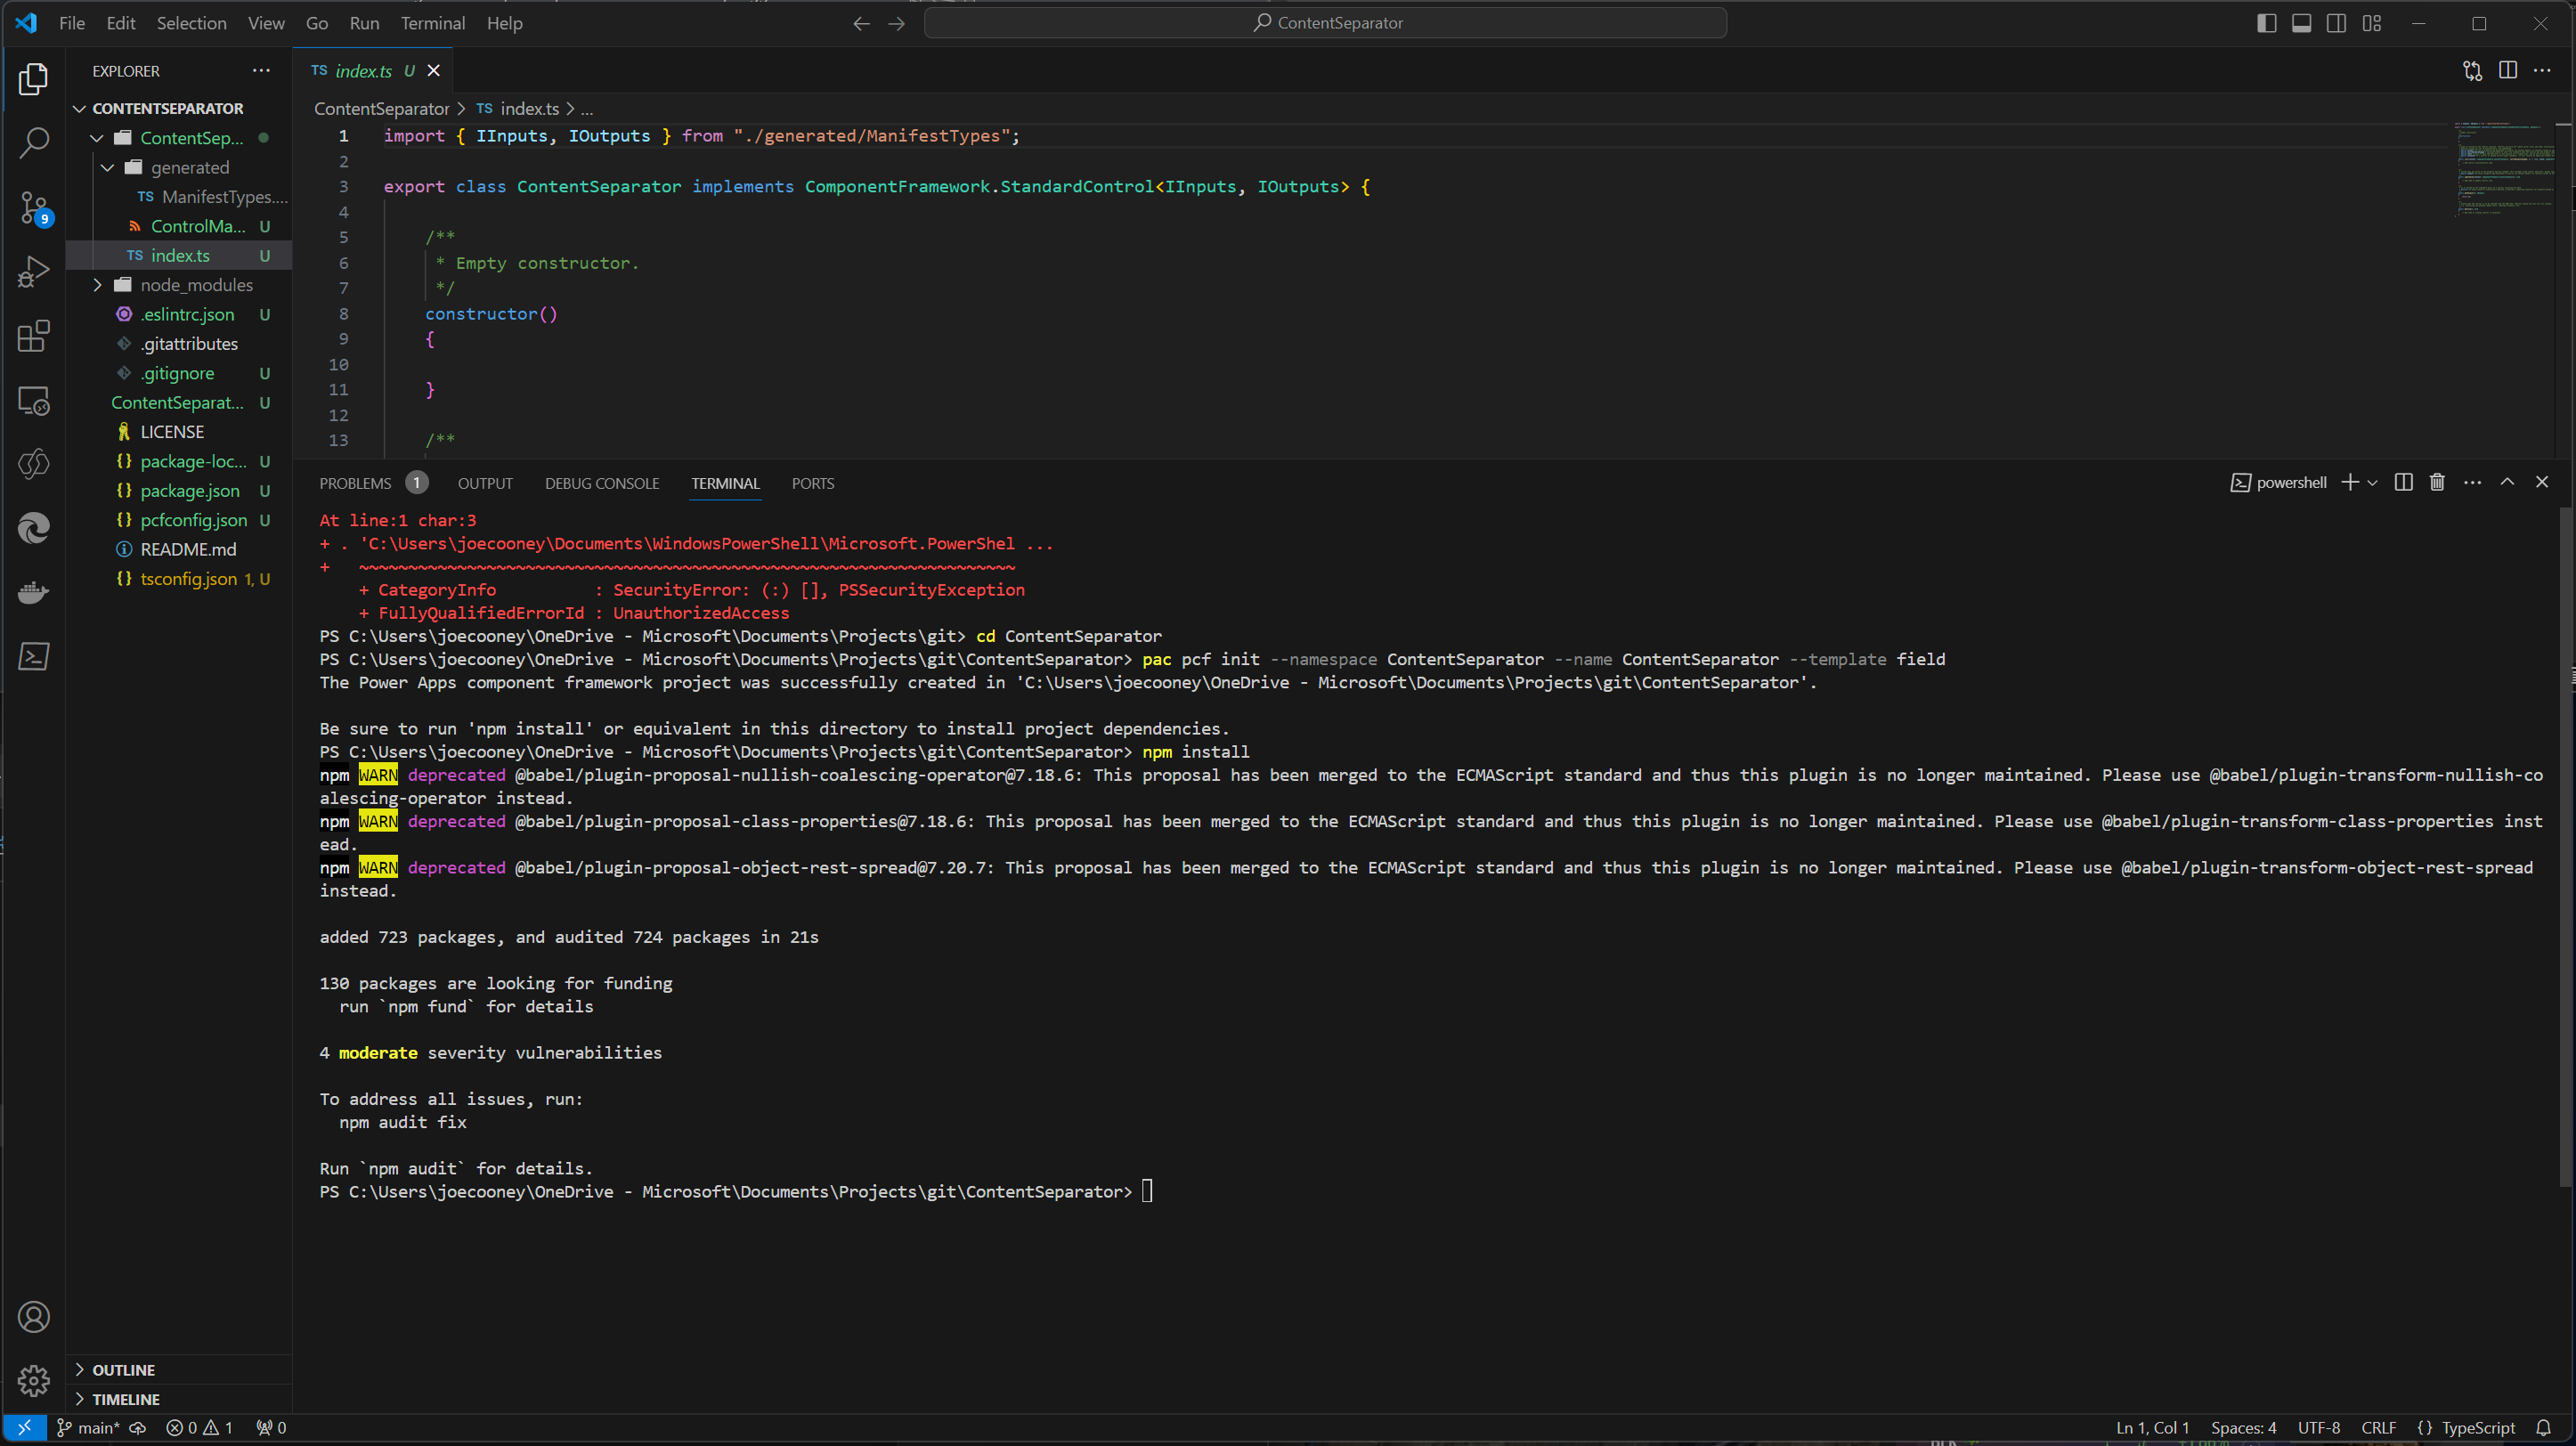 File Edit Selection View Go Run Terminal Help
ContentSeparator
EXPLORER
CONTENTSEPARATOR
ContentSep...
generated
TS ManifestTypes....
ControlMa... U
TS index.ts U
node_modules
.eslintrc.json U
.gitattributes
.gitignore U
ContentSeparat... U
LICENSE
{} package-loc... U
{} package.json U
{} pcfconfig.json U
README.md
{} tsconfig.json 1, U
OUTLINE
TIMELINE
9
TS index.ts U
ContentSeparator > TS index.ts > ...
1 import { IInputs, IOutputs } from "./generated/ManifestTypes";
2
3 export class ContentSeparator implements ComponentFramework.StandardControl<IInputs, IOutputs> {
4
5 /**
6 * Empty constructor.
7 */
8 constructor()
9 {
10
11 }
12
13 /**
PROBLEMS 1 OUTPUT DEBUG CONSOLE TERMINAL PORTS
powershell
At line:1 char:3
+ . 'C:\Users\joecooney\Documents\WindowsPowerShell\Microsoft.PowerShel ...
+ ~~~~~~~~~~~~~~~~~~~~~~~~~~~~~~~~~~~~~~~~~~~~~~~~~~~~~~~~~~~~~~~~~~~
+ CategoryInfo : SecurityError: (:) [], PSSecurityException
+ FullyQualifiedErrorId : UnauthorizedAccess
PS C:\Users\joecooney\OneDrive - Microsoft\Documents\Projects\git> cd ContentSeparator
PS C:\Users\joecooney\OneDrive - Microsoft\Documents\Projects\git\ContentSeparator> pac pcf init --namespace ContentSeparator --name ContentSeparator --template field
The Power Apps component framework project was successfully created in 'C:\Users\joecooney\OneDrive - Microsoft\Documents\Projects\git\ContentSeparator'.
Be sure to run 'npm install' or equivalent in this directory to install project dependencies.
PS C:\Users\joecooney\OneDrive - Microsoft\Documents\Projects\git\ContentSeparator> npm install
npm WARN deprecated @babel/plugin-proposal-nullish-coalescing-operator@7.18.6: This proposal has been merged to the ECMAScript standard and thus this plugin is no longer maintained. Please use @babel/plugin-transform-nullish-co
alescing-operator instead.
npm WARN deprecated @babel/plugin-proposal-class-properties@7.18.6: This proposal has been merged to the ECMAScript standard and thus this plugin is no longer maintained. Please use @babel/plugin-transform-class-properties inst
ead.
npm WARN deprecated @babel/plugin-proposal-object-rest-spread@7.20.7: This proposal has been merged to the ECMAScript standard and thus this plugin is no longer maintained. Please use @babel/plugin-transform-object-rest-spread
instead.
added 723 packages, and audited 724 packages in 21s
130 packages are looking for funding
run `npm fund` for details
4 moderate severity vulnerabilities
To address all issues, run:
npm audit fix
Run `npm audit` for details.
PS C:\Users\joecooney\OneDrive - Microsoft\Documents\Projects\git\ContentSeparator>
main* 0 1 0
Ln 1, Col 1 Spaces: 4 UTF-8 CRLF {} TypeScript